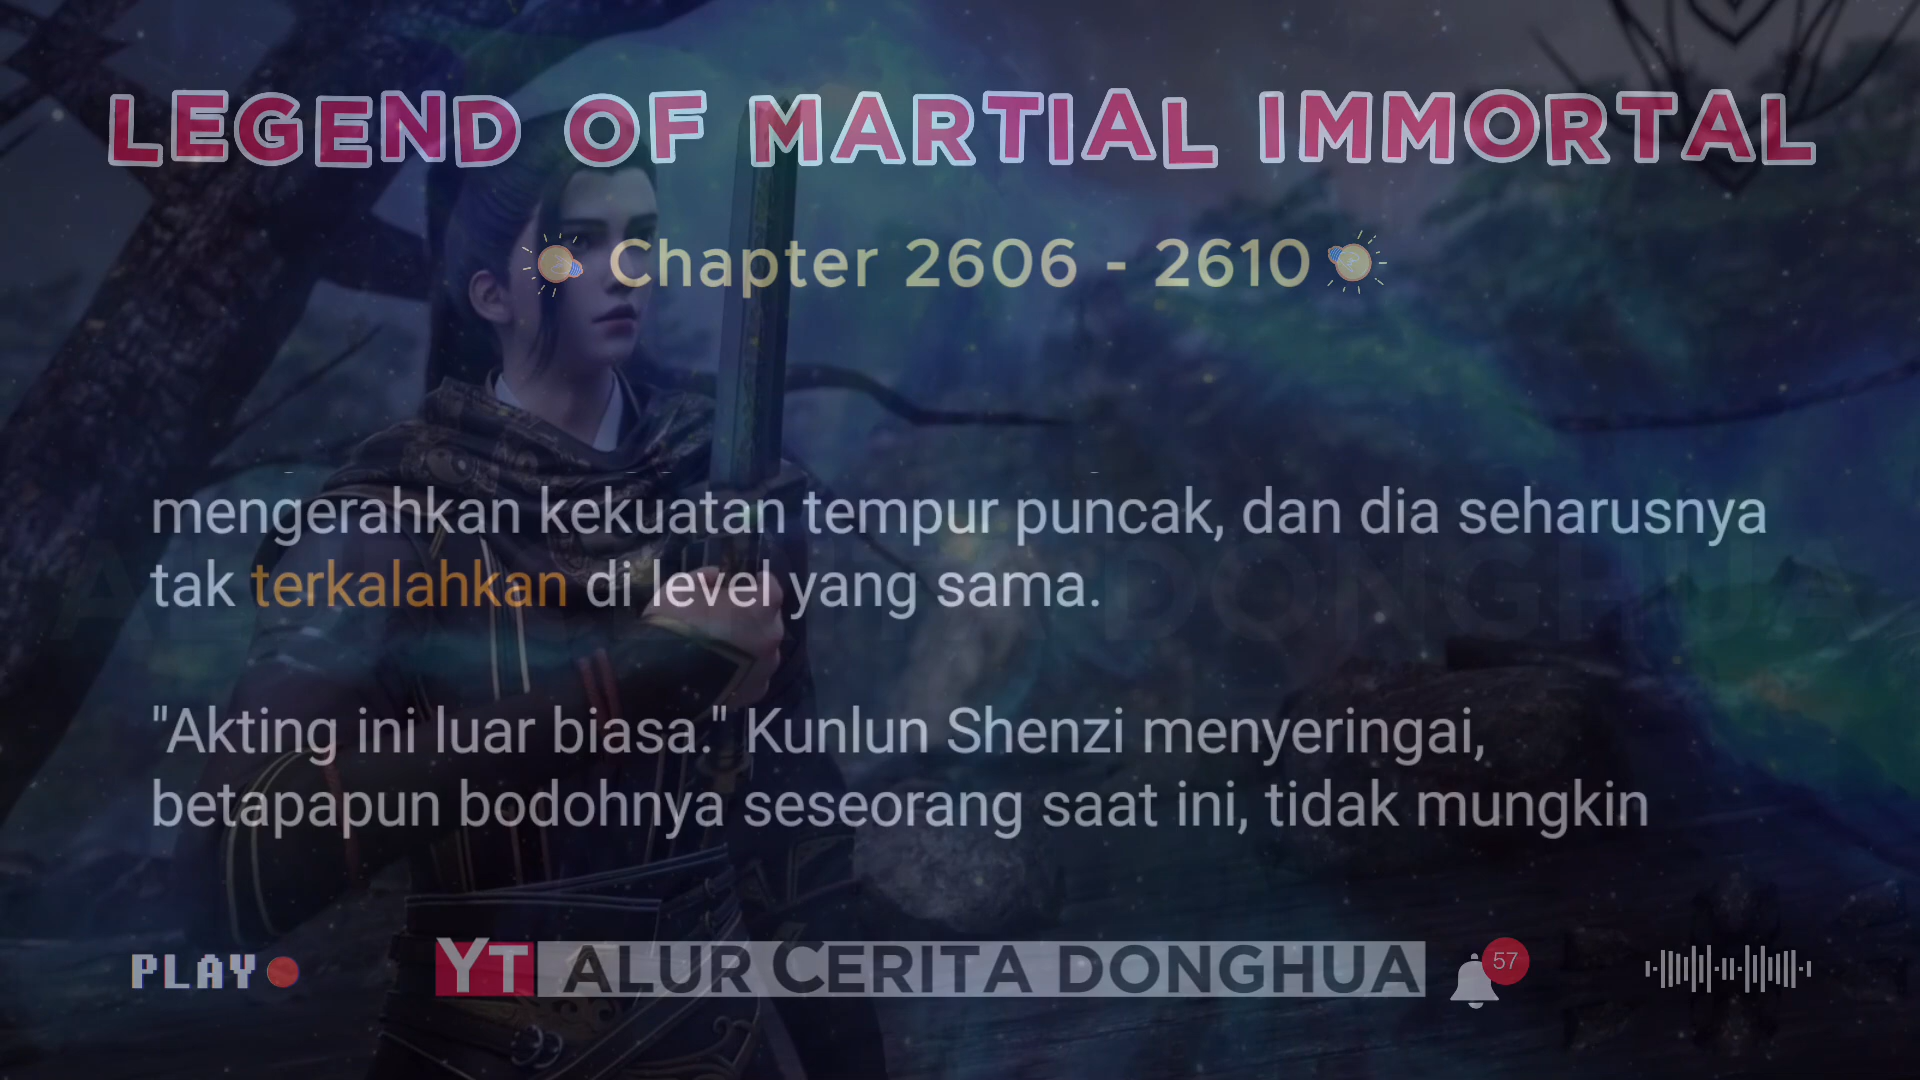 LEGEND OF MARTIAL IMMORTAL
Chapter 2606 - 2610
mengerahkan kekuatan tempur puncak, dan dia seharusnya
tak terkalahkan di level yang sama.
"Akting ini luar biasa." Kunlun Shenzi menyeringai,
betapapun bodohnya seseorang saat ini, tidak mungkin
PLAY
YT ALUR CERITA DONGHUA
57